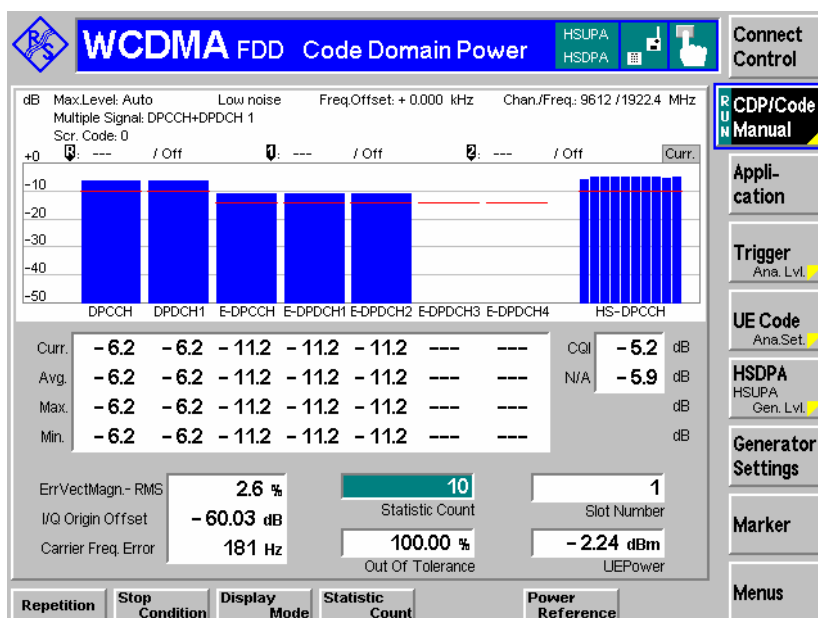 R S
WCDMA FDD Code Domain Power
HSUPA
HSDPA
Connect
Control
dB Max.Level: Auto Low noise Freq.Offset: + 0.000 kHz Chan./Freq.: 9612 / 1922.4 MHz
Multiple Signal: DPCCH+DPDCH 1
Scr. Code: 0
R: --- / Off 1: --- / Off 2: --- / Off Curr.
+0
-10
-20
-30
-40
-50
DPCCH DPDCH1 E-DPCCH E-DPDCH1 E-DPDCH2 E-DPDCH3 E-DPDCH4 HS-DPCCH
Curr. - 6.2 - 6.2 - 11.2 - 11.2 - 11.2 --- --- CQI - 5.2 dB
Avg. - 6.2 - 6.2 - 11.2 - 11.2 - 11.2 --- --- N/A - 5.9 dB
Max. - 6.2 - 6.2 - 11.2 - 11.2 - 11.2 --- --- dB
Min. - 6.2 - 6.2 - 11.2 - 11.2 - 11.2 --- --- dB
ErrVectMagn.- RMS 2.6 %
I/Q Origin Offset - 60.03 dB
Carrier Freq. Error 181 Hz
10
Statistic Count
100.00 %
Out Of Tolerance
1
Slot Number
- 2.24 dBm
UEPower
RUN
CDP/Code
Manual
Appli-
cation
Trigger
Ana. Lvl.
UE Code
Ana.Set.
HSDPA
HSUPA
Gen. Lvl.
Generator
Settings
Marker
Menus
Repetition
Stop
Condition
Display
Mode
Statistic
Count
Power
Reference